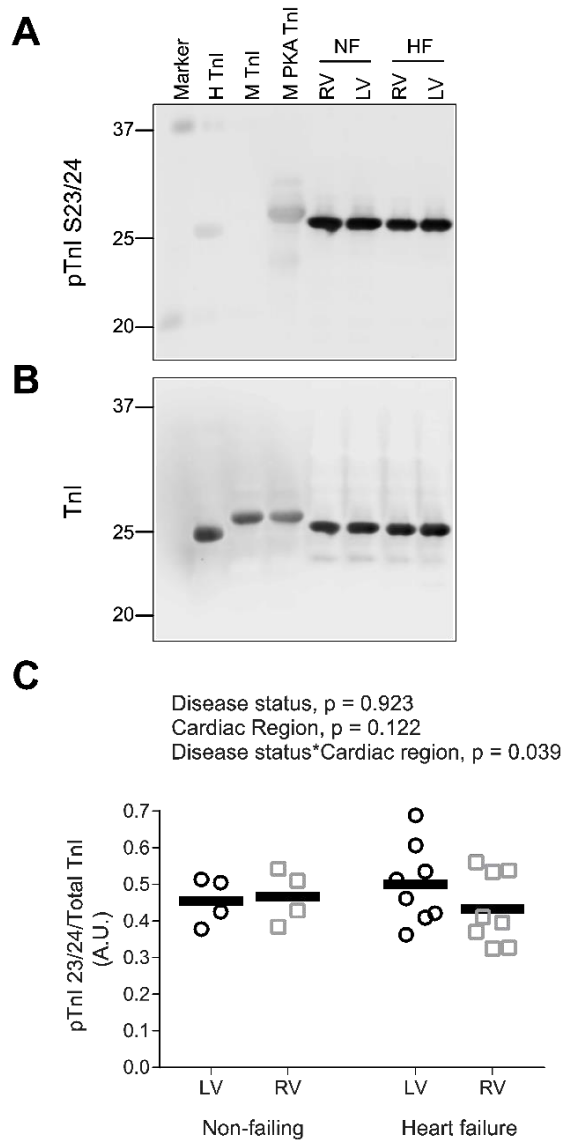 A
Marker
H TnI
M TnI
M PKA TnI
NF
HF
RV
LV
RV
LV
37
25
20
pTnI S23/24
B
37
25
20
TnI
C
Disease status, p = 0.923
Cardiac Region, p = 0.122
Disease status*Cardiac region, p = 0.039
0.7
0.6
0.5
0.4
0.3
0.2
0.1
0.0
pTnI 23/24/Total TnI
(A.U.)
LV
RV
LV
RV
Non-failing
Heart failure